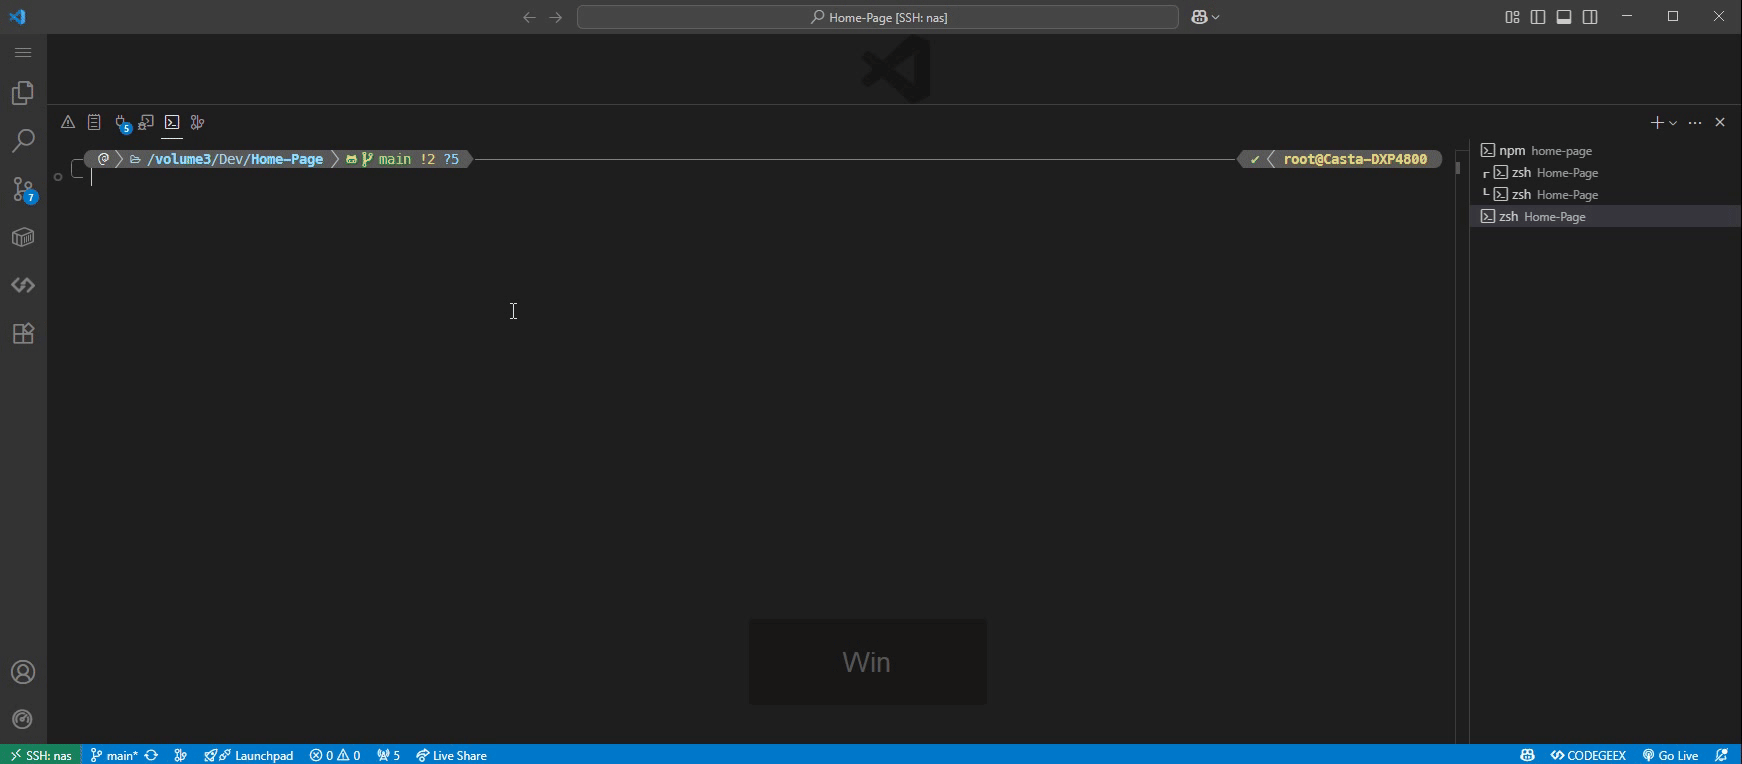 Home-Page [SSH: nas]
5
@ /volume3/Dev/Home-Page main !2 ?5
✔ root@Casta-DXP4800
npm home-page
zsh Home-Page
zsh Home-Page
zsh Home-Page
7
Win
SSH: nas main* Launchpad 0 0 5 Live Share
CODEGEEX Go Live